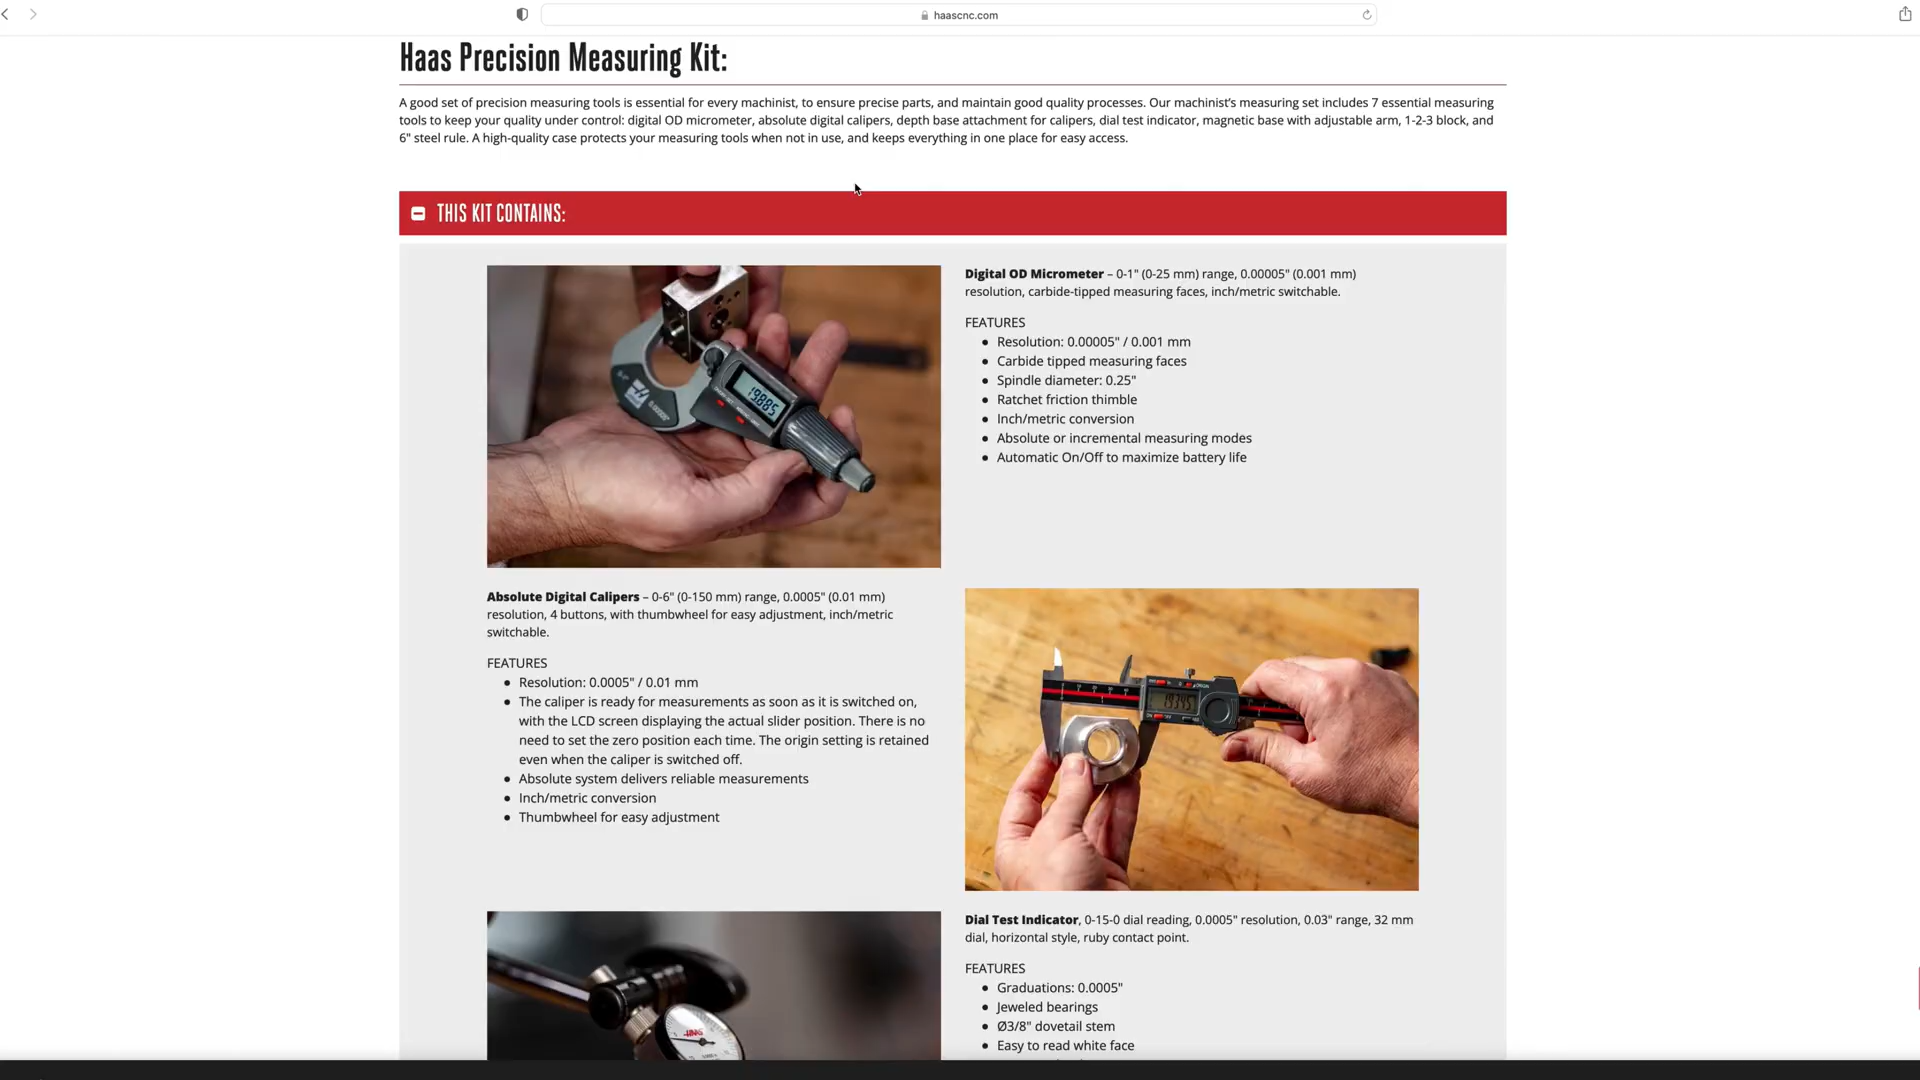 haascnc.com
Haas Precision Measuring Kit:
A good set of precision measuring tools is essential for every machinist, to ensure precise parts, and maintain good quality processes. Our machinist's measuring set includes 7 essential measuring
tools to keep your quality under control: digital OD micrometer, absolute digital calipers, depth base attachment for calipers, dial test indicator, magnetic base with adjustable arm, 1-2-3 block, and
6" steel rule. A high-quality case protects your measuring tools when not in use, and keeps everything in one place for easy access.
THIS KIT CONTAINS:
Digital OD Micrometer – 0-1" (0-25 mm) range, 0.00005" (0.001 mm)
resolution, carbide-tipped measuring faces, inch/metric switchable.
FEATURES
• Resolution: 0.00005" / 0.001 mm
• Carbide tipped measuring faces
• Spindle diameter: 0.25"
• Ratchet friction thimble
• Inch/metric conversion
• Absolute or incremental measuring modes
• Automatic On/Off to maximize battery life
Absolute Digital Calipers – 0-6" (0-150 mm) range, 0.0005" (0.01 mm)
resolution, 4 buttons, with thumbwheel for easy adjustment, inch/metric
switchable.
FEATURES
• Resolution: 0.0005" / 0.01 mm
• The caliper is ready for measurements as soon as it is switched on,
with the LCD screen displaying the actual slider position. There is no
need to set the zero position each time. The origin setting is retained
even when the caliper is switched off.
• Absolute system delivers reliable measurements
• Inch/metric conversion
• Thumbwheel for easy adjustment
Dial Test Indicator, 0-15-0 dial reading, 0.0005" resolution, 0.03" range, 32 mm
dial, horizontal style, ruby contact point.
FEATURES
• Graduations: 0.0005"
• Jeweled bearings
• Ø3/8" dovetail stem
• Easy to read white face